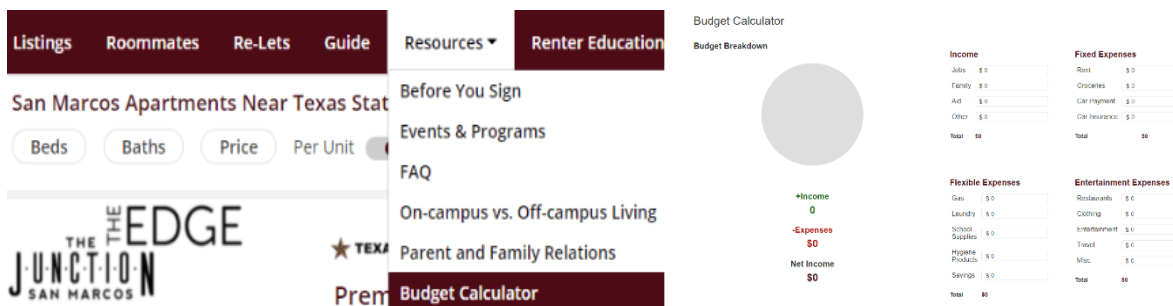 Listings Roommates Re-Lets Guide Resources Renter Education
San Marcos Apartments Near Texas Stat
Beds Baths Price Per Unit
THE EDGE
THE JUNCTION
SAN MARCOS
TEXA
Prem
Before You Sign
Events & Programs
FAQ
On-campus vs. Off-campus Living
Parent and Family Relations
Budget Calculator
Budget Calculator
Budget Breakdown
+Income
0
-Expenses
$0
Net Income
$0
Income
Jobs $ 0
Family $ 0
Aid $ 0
Other $ 0
Total $0
Fixed Expenses
Rent $ 0
Groceries $ 0
Car Payment $ 0
Car Insurance $ 0
Total $0
Flexible Expenses
Gas $ 0
Laundry $ 0
School
Supplies $ 0
Hygiene
Products $ 0
Savings $ 0
Total $0
Entertainment Expenses
Restaurants $ 0
Clothing $ 0
Entertainment $ 0
Travel $ 0
Misc. $ 0
Total $0